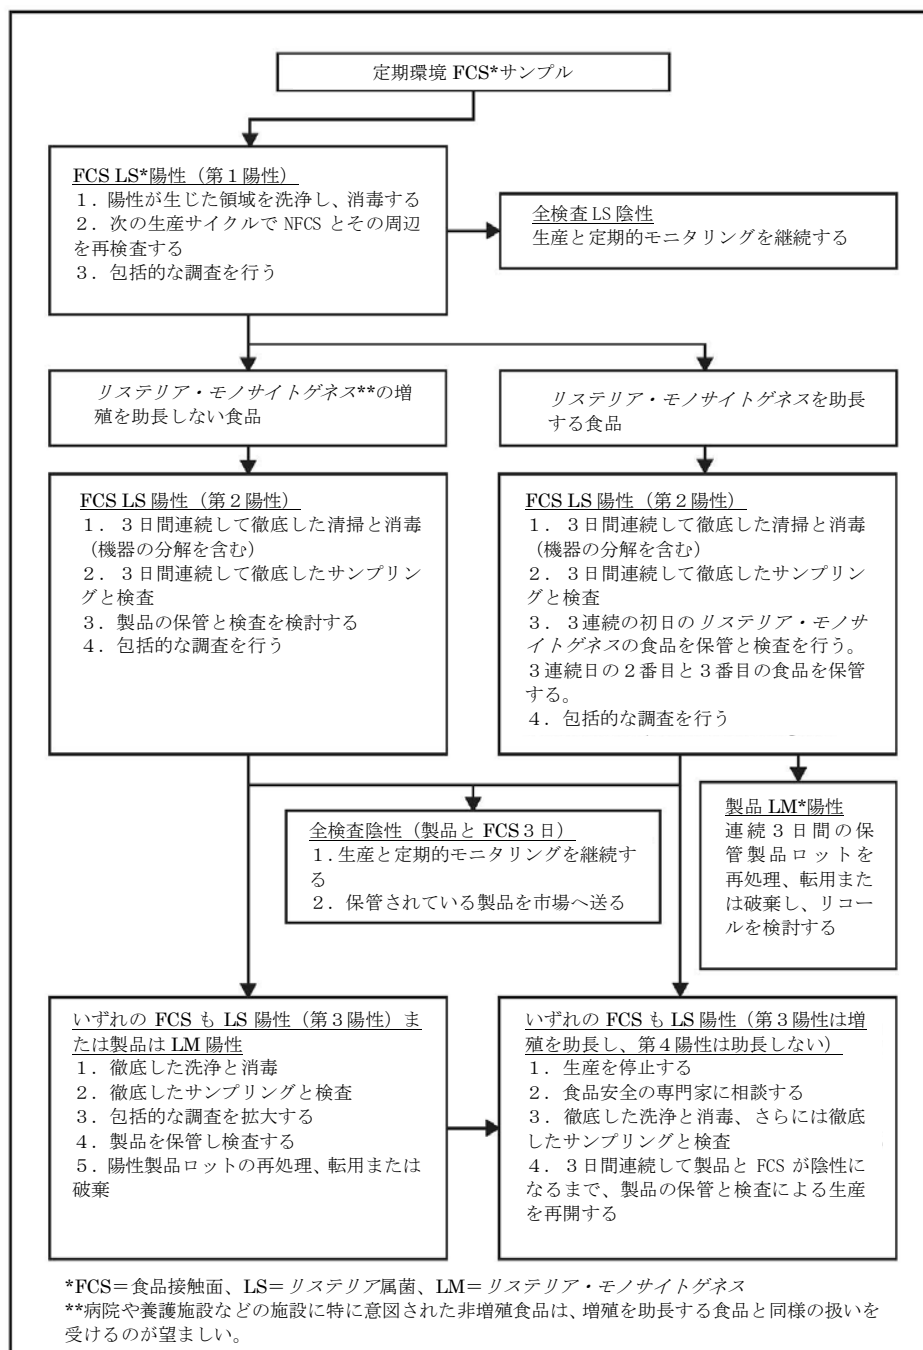 定期環境 FCS*サンプル
FCS LS*陽性（第１陽性）
１．陽性が生じた領域を洗浄し、消毒する
２．次の生産サイクルで NFCS とその周辺
を再検査する
３．包括的な調査を行う
全検査 LS 陰性
生産と定期的モニタリングを継続する
リステリア・モノサイトゲネス**の増
殖を助長しない食品
リステリア・モノサイトゲネスを助長
する食品
FCS LS 陽性（第２陽性）
１．３日間連続して徹底した清掃と消毒
（機器の分解を含む）
２．３日間連続して徹底したサンプリン
グと検査
３．製品の保管と検査を検討する
４．包括的な調査を行う
FCS LS 陽性（第２陽性）
１．３日間連続して徹底した清掃と消毒
（機器の分解を含む）
２．３日間連続して徹底したサンプリン
グと検査
３．３連続の初日のリステリア・モノサ
イトゲネスの食品を保管と検査を行う。
３連続日の２番目と３番目の食品を保管
する。
４．包括的な調査を行う
全検査陰性（製品と FCS３日）
１．生産と定期的モニタリングを継続す
る
２．保管されている製品を市場へ送る
製品 LM*陽性
連続３日間の保
管製品ロットを
再処理、転用また
は破棄し、リコー
ルを検討する
いずれの FCS も LS 陽性（第３陽性）ま
たは製品は LM 陽性
１．徹底した洗浄と消毒
２．徹底したサンプリングと検査
３．包括的な調査を拡大する
４．製品を保管し検査する
５．陽性製品ロットの再処理、転用または
破棄
いずれの FCS も LS 陽性（第３陽性は増
殖を助長し、第４陽性は助長しない）
１．生産を停止する
２．食品安全の専門家に相談する
３．徹底した洗浄と消毒、さらには徹底
したサンプリングと検査
４．３日間連続して製品と FCS が陰性に
なるまで、製品の保管と検査による生産
を再開する
*FCS＝食品接触面、LS＝リステリア属菌、LM＝リステリア・モノサイトゲネス
**病院や養護施設などの施設に特に意図された非増殖食品は、増殖を助長する食品と同様の扱いを
受けるのが望ましい。